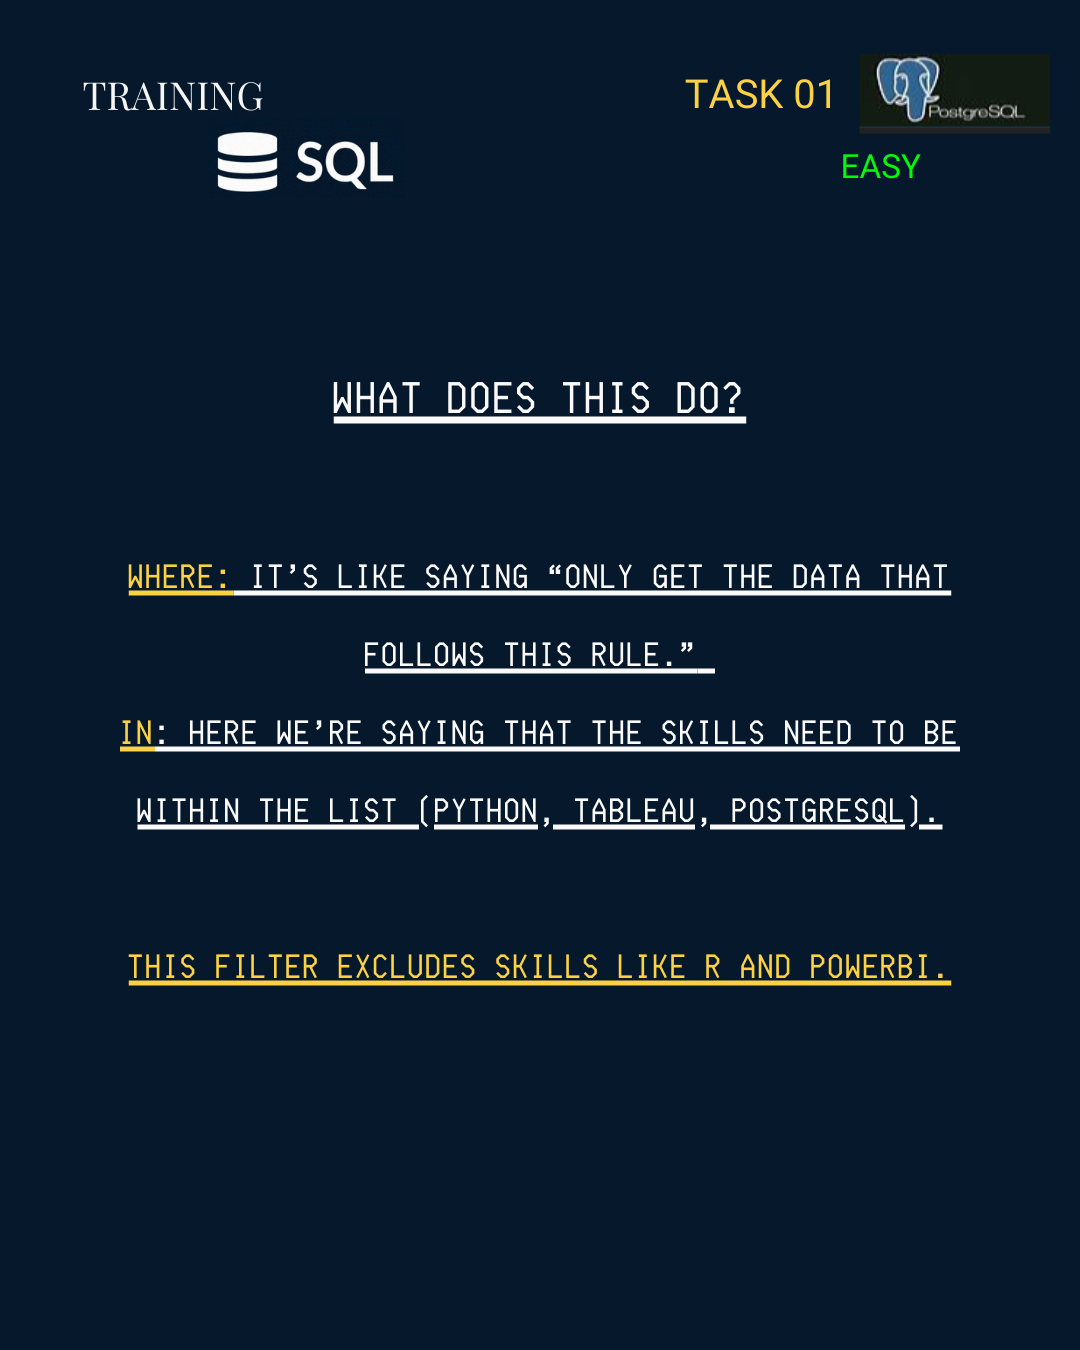 TRAINING
SQL
TASK 01
PostgreSQL
EASY
WHAT DOES THIS DO?
WHERE: IT’S LIKE SAYING “ONLY GET THE DATA THAT
FOLLOWS THIS RULE.”
IN: HERE WE’RE SAYING THAT THE SKILLS NEED TO BE
WITHIN THE LIST (PYTHON, TABLEAU, POSTGRESQL).
THIS FILTER EXCLUDES SKILLS LIKE R AND POWERBI.